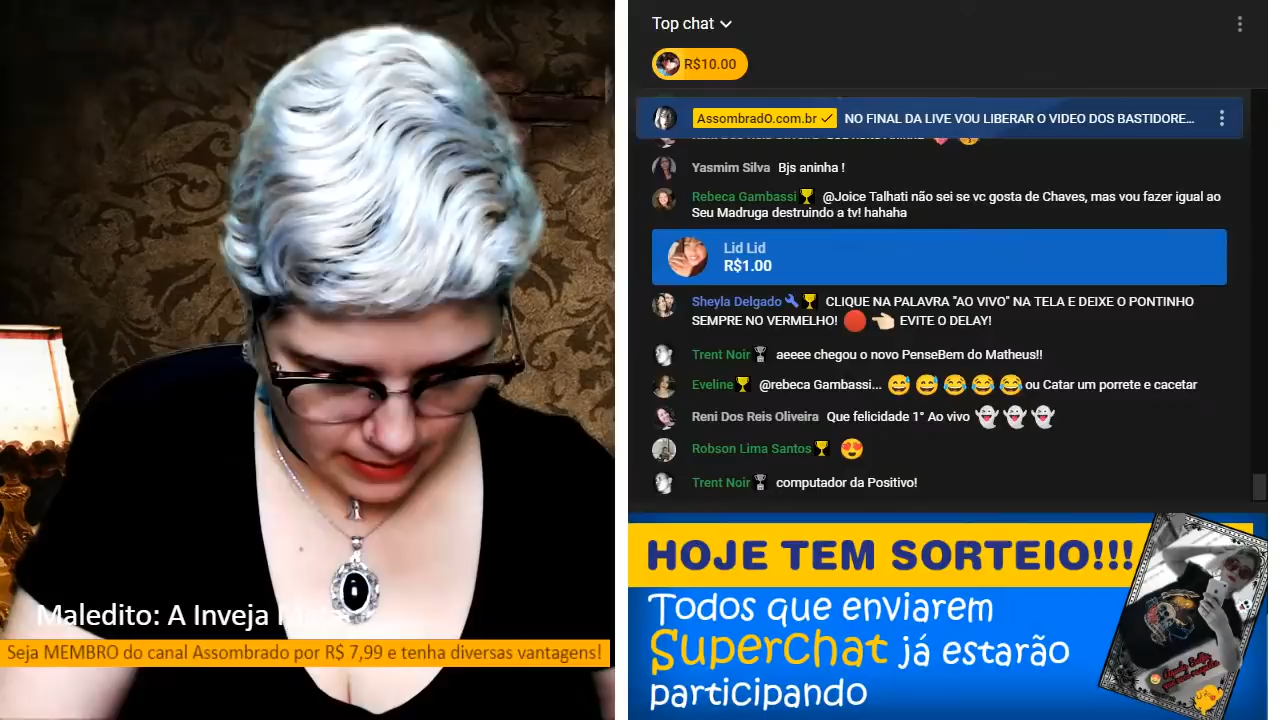 Maledito: A Inveja
Seja MEMBRO do canal Assombrado por R$ 7,99 e tenha diversas vantagens!
Top chat
R$10.00
AssombradO.com.br NO FINAL DA LIVE VOU LIBERAR O VIDEO DOS BASTIDORE...
Yasmim Silva Bjs aninha !
Rebeca Gambassi @Joice Talhati não sei se vc gosta de Chaves, mas vou fazer igual ao
Seu Madruga destruindo a tv! hahaha
Lid Lid
R$1.00
Sheyla Delgado CLIQUE NA PALAVRA "AO VIVO" NA TELA E DEIXE O PONTINHO
SEMPRE NO VERMELHO! 🔴 👈🏻 EVITE O DELAY!
Trent Noir aeeee chegou o novo PenseBem do Matheus!!
Eveline @rebeca Gambassi... 😅 😅 😂 😂 😂 ou Catar um porrete e cacetar
Reni Dos Reis Oliveira Que felicidade 1° Ao vivo 👻 👻 👻
Robson Lima Santos 😍
Trent Noir computador da Positivo!
HOJE TEM SORTEIO!!!
Todos que enviarem
Superchat já estarão
participando